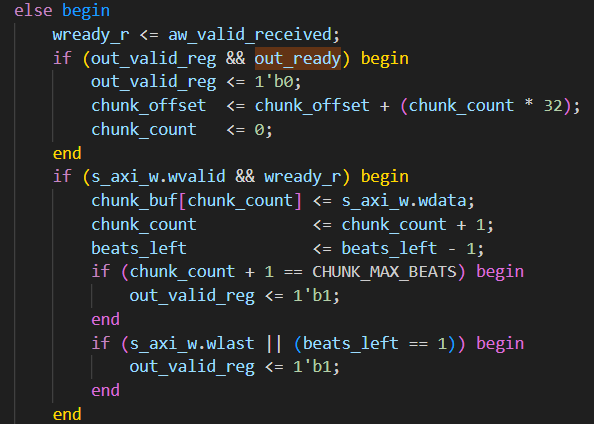 else begin
    wready_r <= aw_valid_received;
    if (out_valid_reg && out_ready) begin
        out_valid_reg <= 1'b0;
        chunk_offset  <= chunk_offset + (chunk_count * 32);
        chunk_count   <= 0;
    end
    if (s_axi_w.wvalid && wready_r) begin
        chunk_buf[chunk_count] <= s_axi_w.wdata;
        chunk_count            <= chunk_count + 1;
        beats_left             <= beats_left - 1;
        if (chunk_count + 1 == CHUNK_MAX_BEATS) begin
            out_valid_reg <= 1'b1;
        end
        if (s_axi_w.wlast || (beats_left == 1)) begin
            out_valid_reg <= 1'b1;
        end
    end